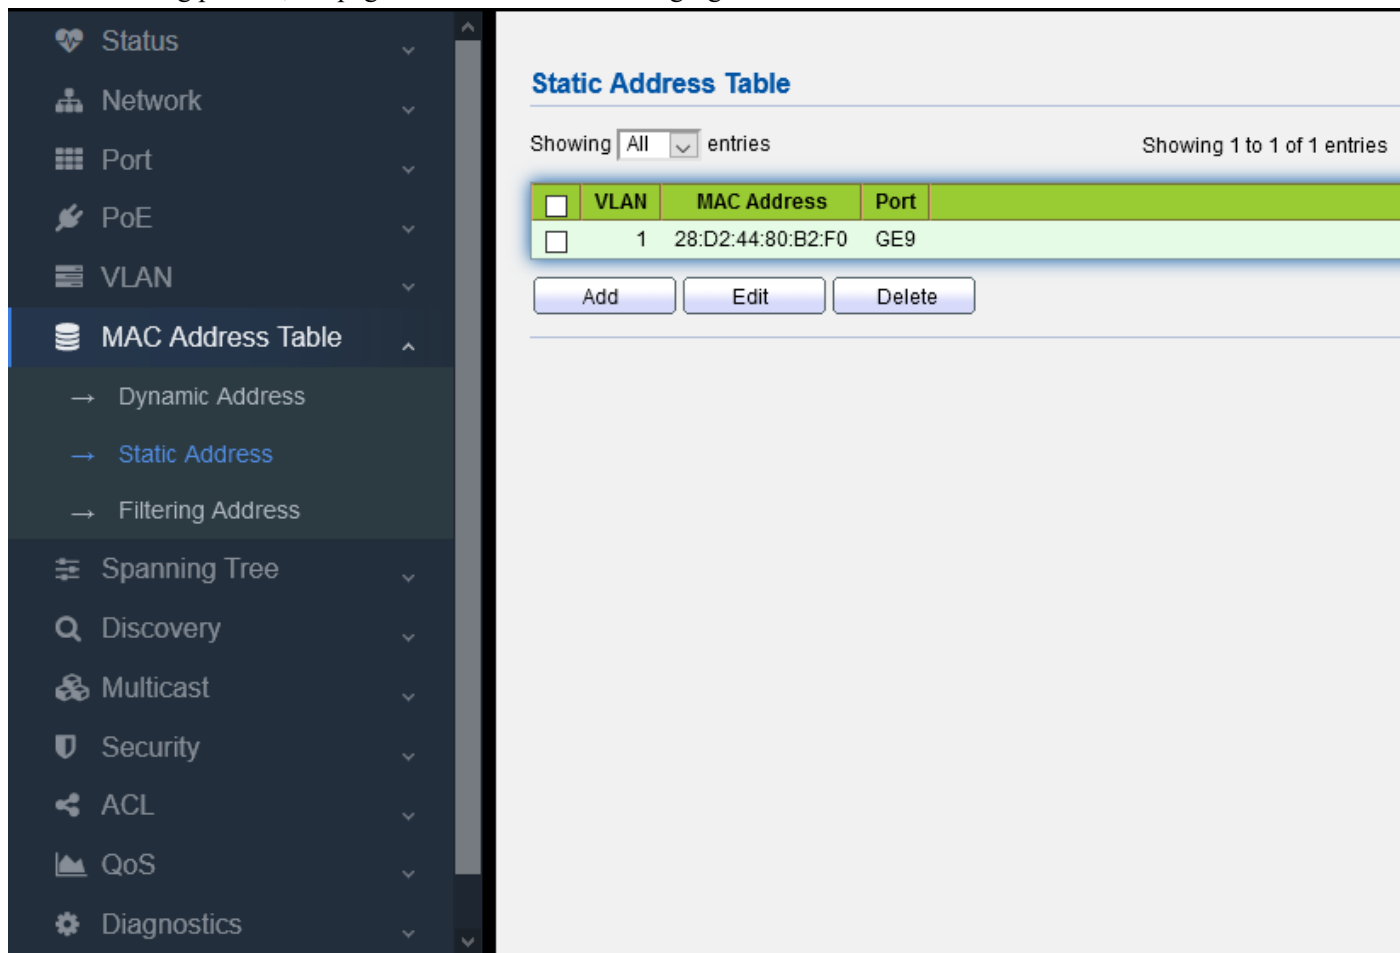 Status
Network
Port
PoE
VLAN
MAC Address Table
→ Dynamic Address
→ Static Address
→ Filtering Address
Spanning Tree
Discovery
Multicast
Security
ACL
QoS
Diagnostics
Static Address Table
Showing All entries Showing 1 to 1 of 1 entries
VLAN MAC Address Port
1 28:D2:44:80:B2:F0 GE9
Add Edit Delete